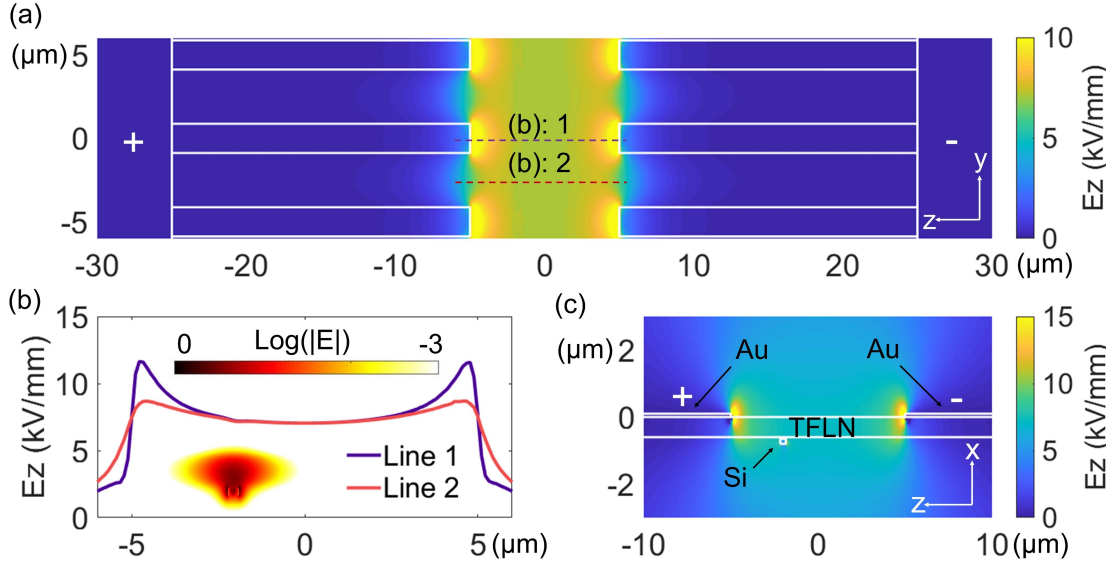 (a)
(μm)
5
0
-5
+
-
(b): 1
(b): 2
y
z
-30
-20
-10
0
10
20
30
(μm)
10
5
0
Ez (kV/mm)
(b)
15
10
5
0
Ez (kV/mm)
0
Log(|E|)
-3
Line 1
Line 2
-5
0
5
(μm)
(c)
(μm)
2
0
-2
Au
Au
+
-
TFLN
Si
x
z
-10
0
10
(μm)
15
10
5
0
Ez (kV/mm)